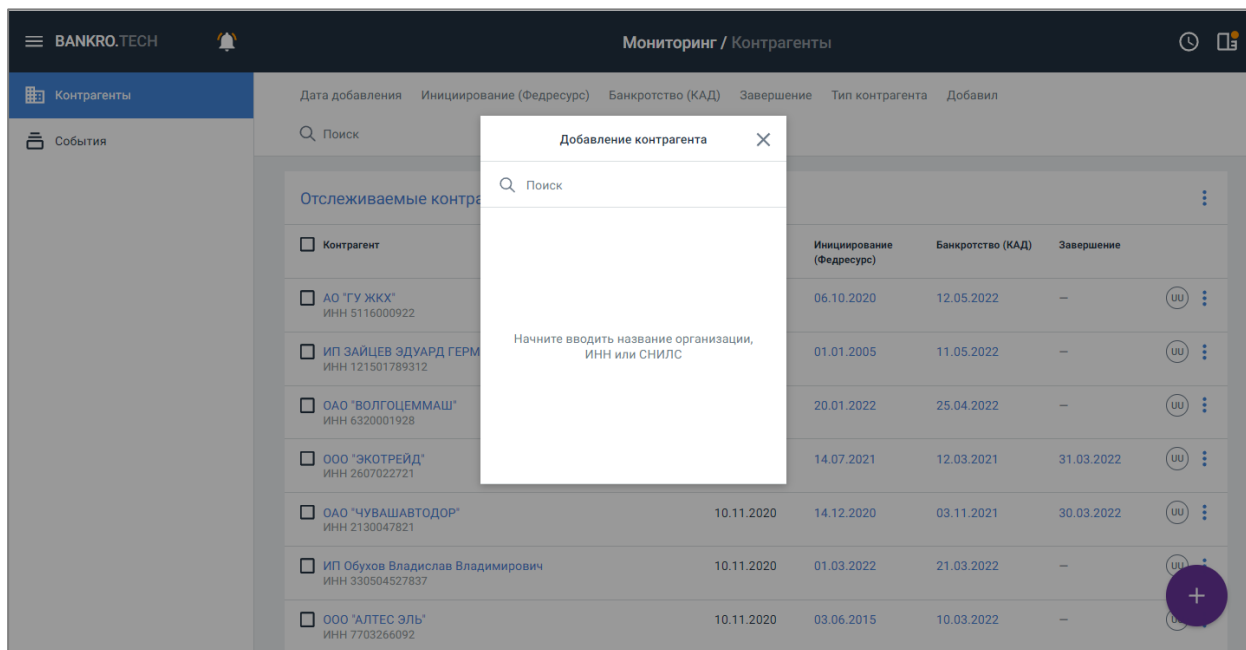 BANKRO.TECH
Мониторинг / Контрагенты
Контрагенты
События
Дата добавления Инициирование (Федресурс) Банкротство (КАД) Завершение Тип контрагента Добавил
Поиск
Добавление контрагента
Поиск
Начните вводить название организации,
ИНН или СНИЛС
Отслеживаемые
Контрагент Инициирование Банкротство (КАД) Завершение
(Федресурс)
АО "ГУ ЖКХ" 06.10.2020 12.05.2022 — UU
ИНН 5116000922
ИП ЗАЙЦЕВ ЭДУАРД ГЕРМ 01.01.2005 11.05.2022 — UU
ИНН 121501789312
ОАО "ВОЛГОЦЕММАШ" 20.01.2022 25.04.2022 — UU
ИНН 6320001928
ООО "ЭКОТРЕЙД" 14.07.2021 12.03.2021 31.03.2022 UU
ИНН 2607022721
ОАО "ЧУВАШАВТОДОР" 10.11.2020 14.12.2020 03.11.2021 30.03.2022 UU
ИНН 2130047821
ИП Обухов Владислав Владимирович 10.11.2020 01.03.2022 21.03.2022 — UU
ИНН 330504527837
ООО "АЛТЕС ЭЛЬ" 10.11.2020 03.06.2015 10.03.2022 —
ИНН 7703266092